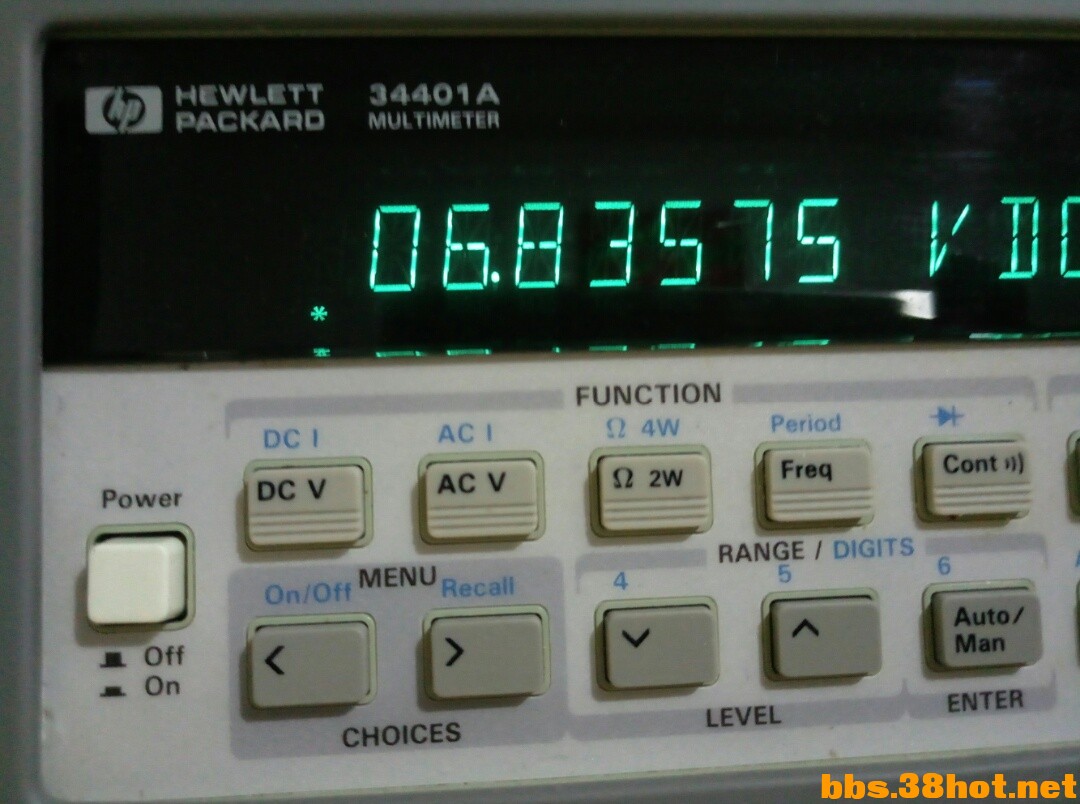 hp HEWLETT PACKARD 34401A MULTIMETER
06.83575 VDC
*
FUNCTION
DC I AC I Ω 4W Period
DC V AC V Ω 2W Freq Cont
Power
RANGE / DIGITS
MENU
On/Off Recall 4 5 6
< > ∨ ∧ Auto/Man
Off
On
CHOICES LEVEL ENTER
bbs.38hot.net